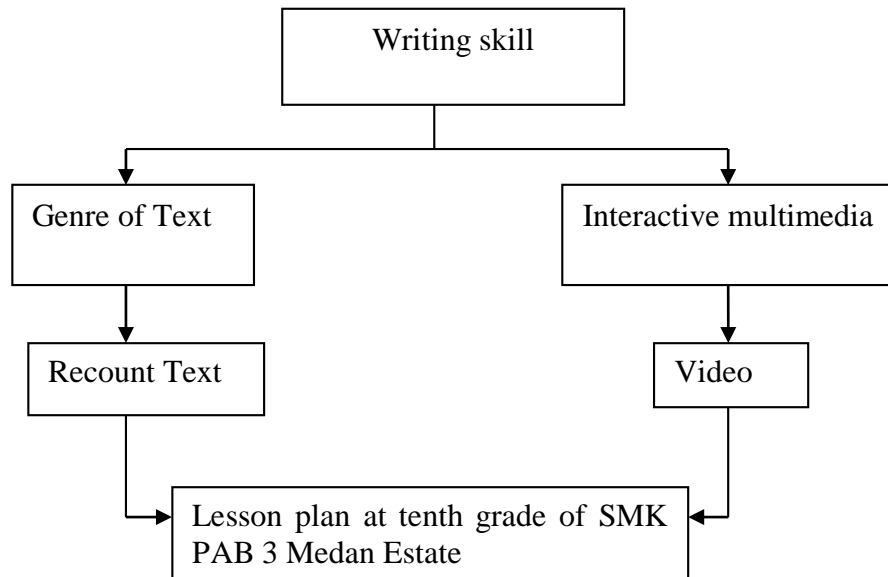 Writing skill
Genre of Text
Interactive multimedia
Recount Text
Video
Lesson plan at tenth grade of SMK
PAB 3 Medan Estate